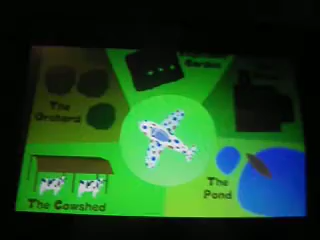 Garden
The
Orchard
The
Pond
The Cowshed